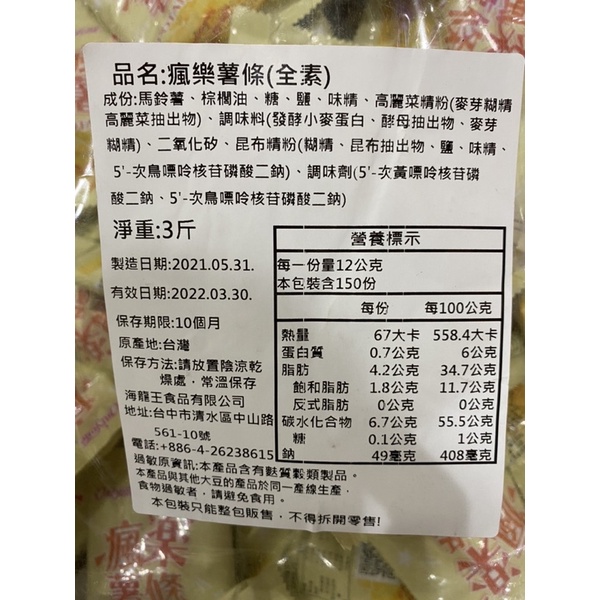 品名:瘋樂薯條(全素)
成份:馬鈴薯、棕櫚油、糖、鹽、味精、高麗菜精粉(麥芽糊精
高麗菜抽出物)、調味料(發酵小麥蛋白、酵母抽出物、麥芽
糊精)、二氧化矽、昆布精粉(糊精、昆布抽出物、鹽、味精、
5'-次鳥嘌呤核苷磷酸二鈉)、調味劑(5'-次黃嘌呤核苷磷
酸二鈉、5'-次鳥嘌呤核苷磷酸二鈉)
淨重:3斤
製造日期:2021.05.31.
有效日期:2022.03.30.
保存期限:10個月
原產地:台灣
保存方法:請放置陰涼乾
燥處，常溫保存
海龍王食品有限公司
地址:台中市清水區中山路
561-10號
電話:+886-4-26238615
營養標示
每一份量12公克
本包裝含150份
每份 每100公克
熱量 67大卡 558.4大卡
蛋白質 0.7公克 6公克
脂肪 4.2公克 34.7公克
飽和脂肪 1.8公克 11.7公克
反式脂肪 0公克 0公克
碳水化合物 6.7公克 55.5公克
糖 0.1公克 1公克
鈉 49毫克 408毫克
過敏原資訊:本產品含有麩質穀類製品。
本產品與其他大豆的產品於同一產線生產，
食物過敏者，請避免食用。
本包裝只能整包販售，不得拆開零售!
瘋樂
薯條